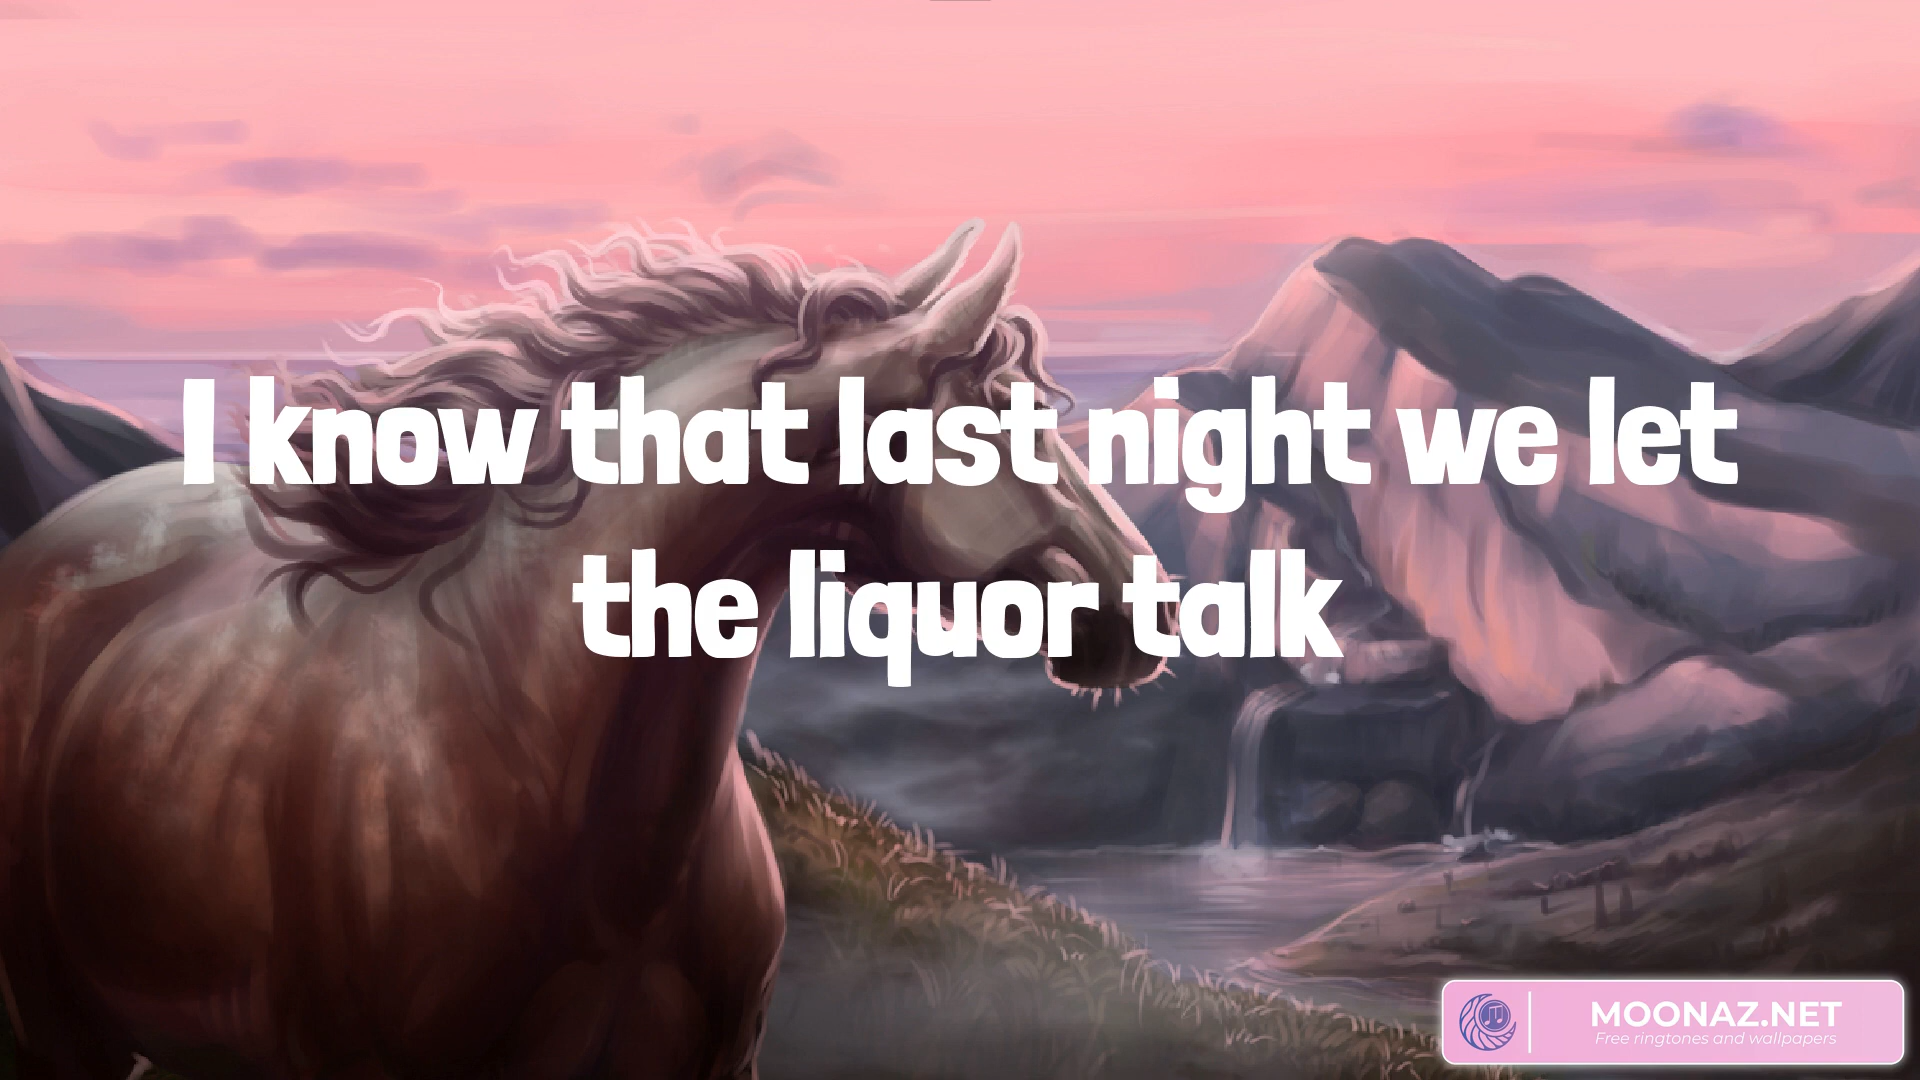 I know that last night we let
the liquor talk
MOONAZ.NET
Free ringtones and wallpapers